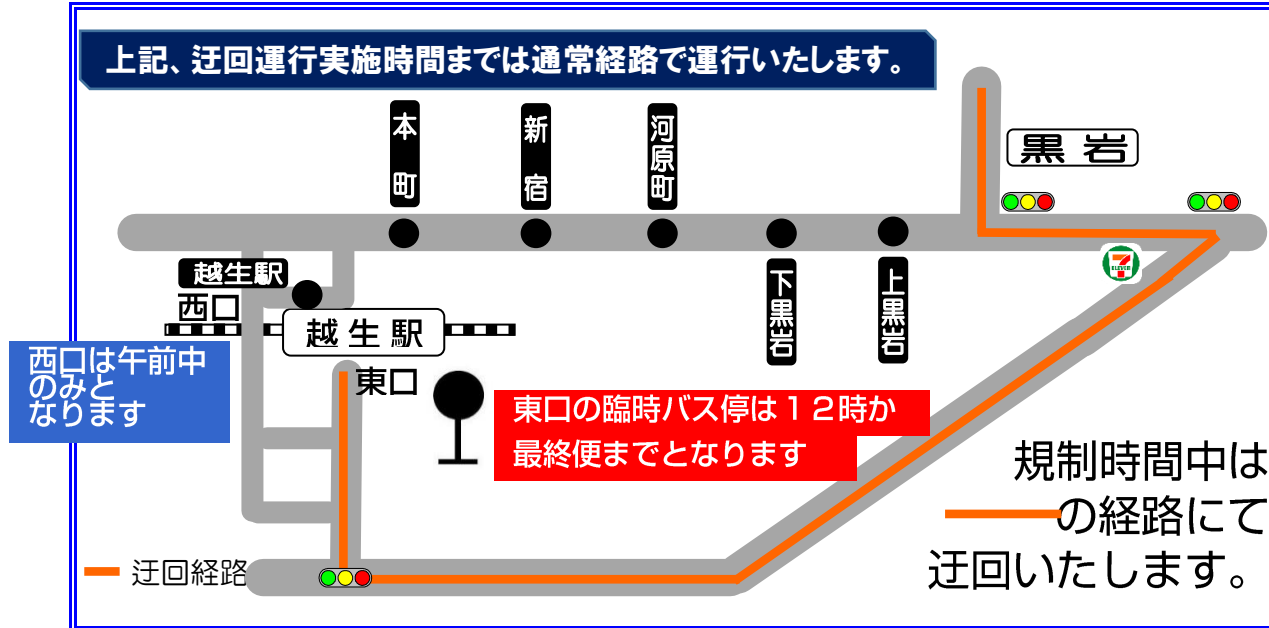 上記、迂回運行実施時間までは通常経路で運行いたします。
本町
新宿
河原町
黒岩
越生駅
西口
越生駅
下黒岩
上黒岩
7
ELEVEN
西口は午前中
のみと
なります
東口
東口の臨時バス停は１２時か
最終便までとなります
規制時間中は
の経路にて
迂回いたします。
迂回経路